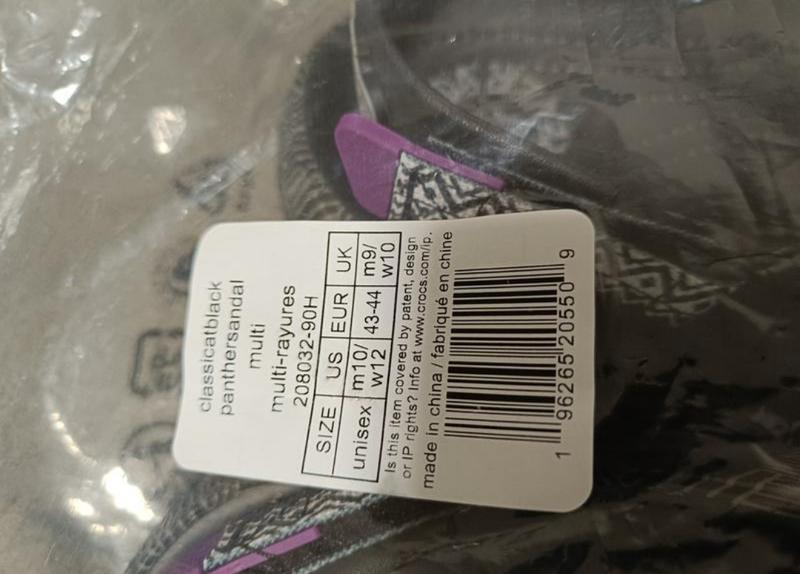 classicatblack
panthersandal
multi
multi-rayures
208032-90H
SIZE US EUR UK
unisex m10/ w12 43-44 m9/ w10
Is this item covered by patent, design
or IP rights? Info at www.crocs.com/ip.
made in china / fabriqué en chine
1 96265 20550 9